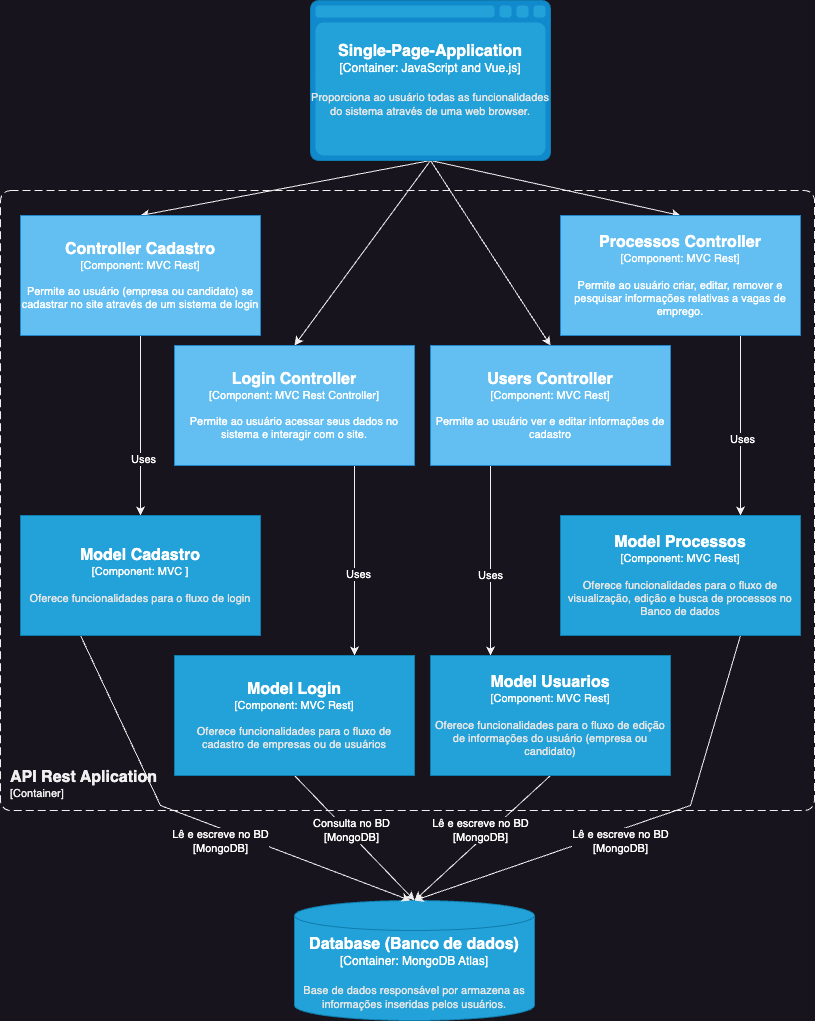 Single-Page-Application
[Container: JavaScript and Vue.js]
Proporciona ao usuário todas as funcionalidades
do sistema através de uma web browser.
Controller Cadastro
[Component: MVC Rest]
Permite ao usuário (empresa ou candidato) se
cadastrar no site através de um sistema de login
Processos Controller
[Component: MVC Rest]
Permite ao usuário criar, editar, remover e
pesquisar informações relativas a vagas de
emprego.
Login Controller
[Component: MVC Rest Controller]
Permite ao usuário acessar seus dados no
sistema e interagir com o site.
Users Controller
[Component: MVC Rest]
Permite ao usuário ver e editar informações de
cadastro
Uses
Uses
Uses
Uses
Model Cadastro
[Component: MVC ]
Oferece funcionalidades para o fluxo de login
Model Processos
[Component: MVC Rest]
Oferece funcionalidades para o fluxo de
visualização, edição e busca de processos no
Banco de dados
Model Login
[Component: MVC Rest]
Oferece funcionalidades para o fluxo de
cadastro de empresas ou de usuários
Model Usuarios
[Component: MVC Rest]
Oferece funcionalidades para o fluxo de edição
de informações do usuário (empresa ou
candidato)
API Rest Aplication
[Container]
Lê e escreve no BD
[MongoDB]
Consulta no BD
[MongoDB]
Lê e escreve no BD
[MongoDB]
Lê e escreve no BD
[MongoDB]
Database (Banco de dados)
[Container: MongoDB Atlas]
Base de dados responsável por armazena as
informações inseridas pelos usuários.